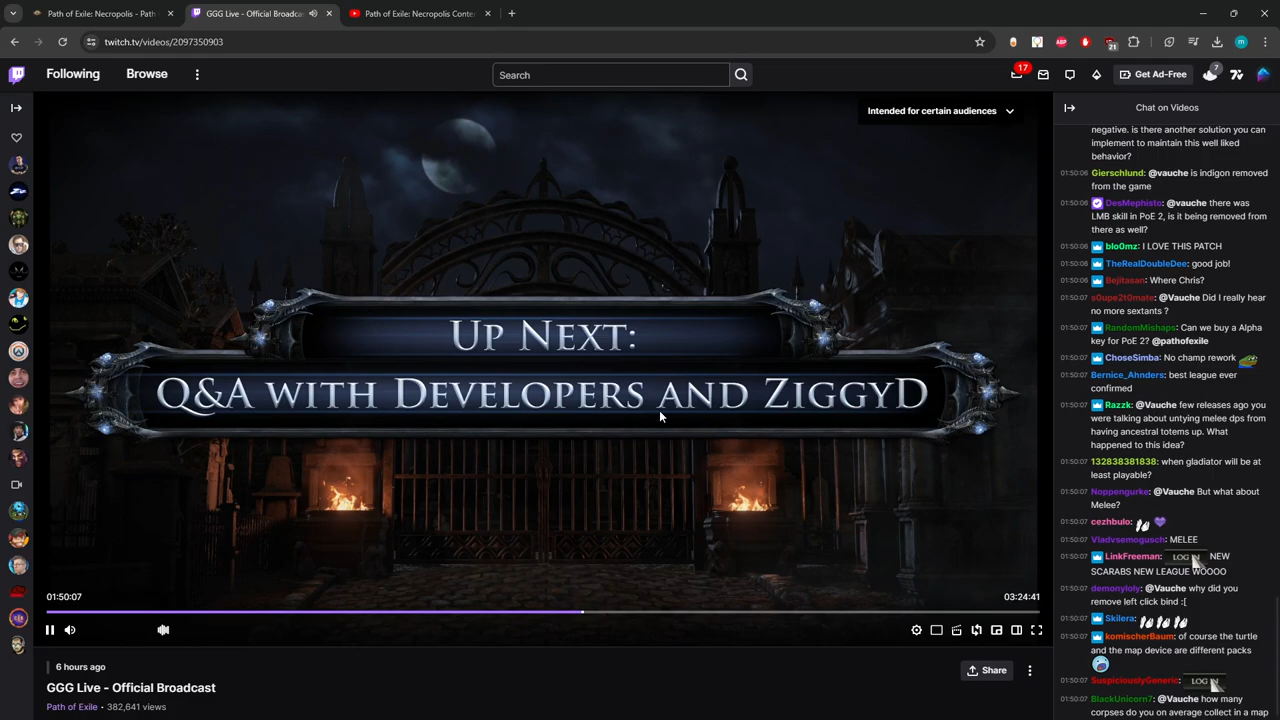 Path of Exile: Necropolis - Path
GGG Live - Official Broadcas
Path of Exile: Necropolis Conte
twitch.tv/videos/2097350903
ABP
21
m
Following
Browse
Search
17
Get Ad-Free
7
Intended for certain audiences
Up Next:
Q&A with Developers and ZiggyD
01:50:07
03:24:41
6 hours ago
Share
GGG Live - Official Broadcast
Path of Exile · 382,641 views
Chat on Videos
negative. is there another solution you can
implement to maintain this well liked
behavior?
01:50:06 Gierschlund: @vauche is indigon removed
from the game
01:50:06 DesMephisto: @vauche there was
LMB skill in PoE 2, is it being removed from
there as well?
01:50:06 blo0mz: I LOVE THIS PATCH
01:50:06 TheRealDoubleDee: good job!
01:50:06 Bejitasan: Where Chris?
01:50:07 s0upe2t0mate: @Vauche Did I really hear
no more sextants ?
01:50:07 RandomMishaps: Can we buy a Alpha
key for PoE 2? @pathofexile
01:50:07 ChoseSimba: No champ rework
01:50:07 Bernice_Ahnders: best league ever
confirmed
01:50:07 Razzk: @Vauche few releases ago you
were talking about untying melee dps from
having ancestral totems up. What
happened to this idea?
01:50:07 132838381838: when gladiator will be at
least playable?
01:50:07 Noppengurke: @Vauche But what about
Melee?
01:50:07 cezhbulo:
01:50:07 Vladvsemogusch: MELEE
01:50:07 LinkFreeman: LOG IN NEW
SCARABS NEW LEAGUE WOOOO
01:50:07 demonyloly: @Vauche why did you
remove left click bind :[
01:50:07 Skilera:
01:50:07 komischerBaum: of course the turtle
and the map device are different packs
01:50:07 SuspiciouslyGeneric: LOG IN
01:50:07 BlackUnicorn7: @Vauche how many
corpses do you on average collect in a map